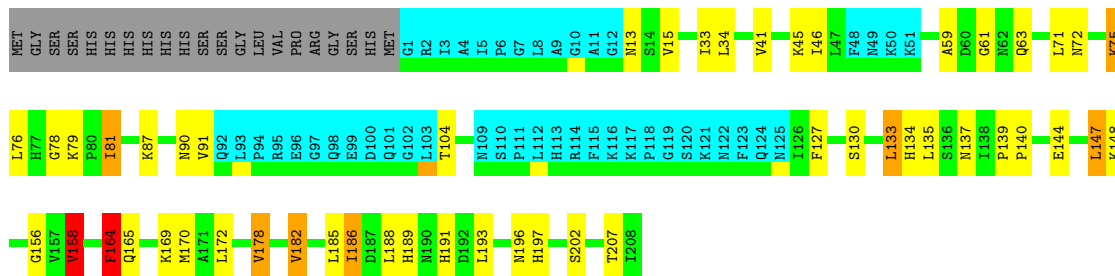 MET GLY SER SER HIS HIS HIS HIS HIS HIS SER SER GLY LEU VAL PRO ARG GLY SER HIS MET G1 R2 I3 A4 I5 P6 G7 L8 A9 G10 A11 G12 N13 S14 V15 I33 L34 V41 K45 I46 L47 F48 N49 K50 K51 A59 D60 G61 N62 Q63 L71 N72 K75
L76 H77 G78 K79 P80 I81 K87 N90 V91 Q92 L93 P94 R95 E96 G97 Q98 E99 D100 Q101 G102 L103 T104 N109 S110 P111 L112 H113 R114 F115 K116 K117 P118 G119 S120 K121 N122 F123 Q124 N125 I126 F127 S130 L133 H134 L135 S136 N137 I138 P139 P140 E144 L147 K148
G156 V157 V158 F164 Q165 K169 M170 A171 L172 V178 V182 L185 I186 D187 L188 H189 N190 H191 D192 L193 N196 H197 S202 T207 I208